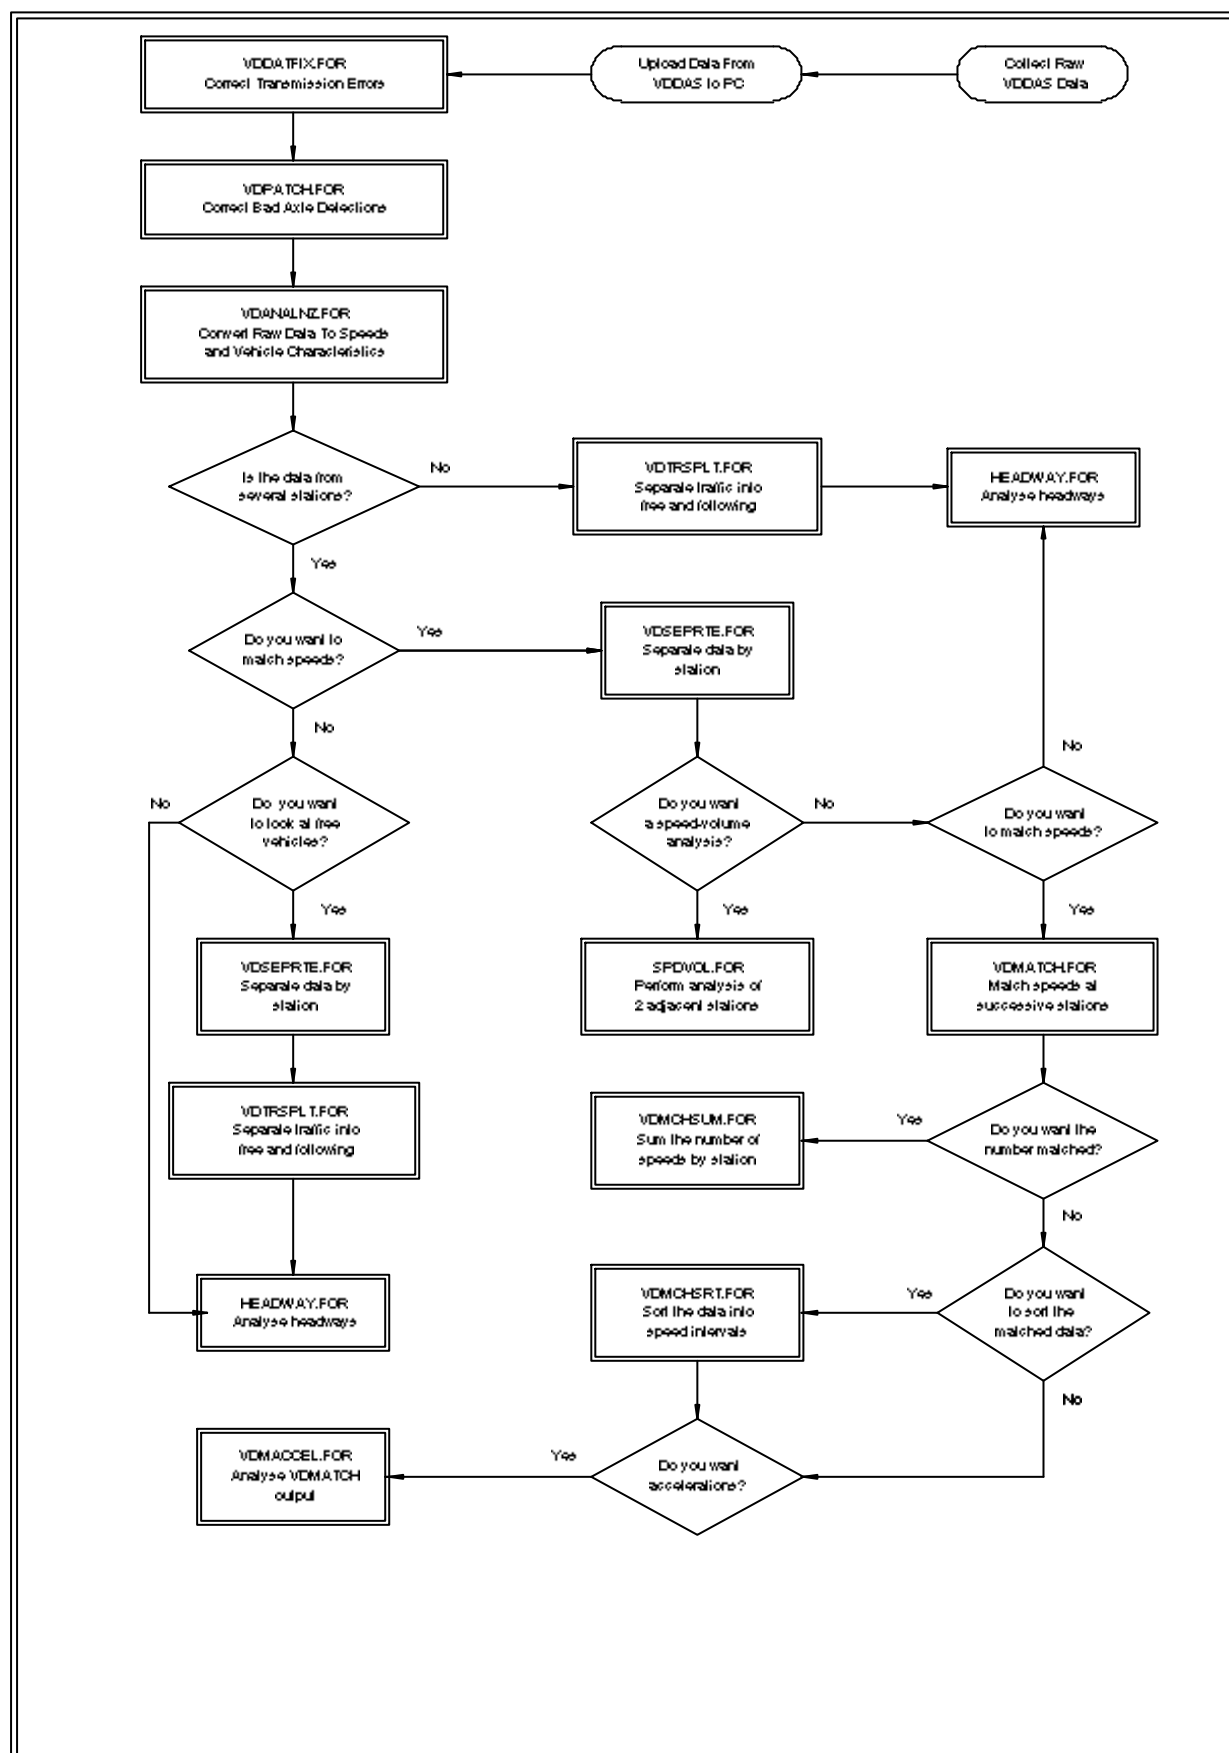 VDDATFIX.FOR
Correct Transmission Errors
Upload Data From
VDDAS to PC
Collect Raw
VDDAS Data
VDPATCH.FOR
Correct Bad Axle Detections
VDANALNZ.FOR
Convert Raw Data To Speeds
and Vehicle Characteristics
Is the data from
several stations?
No
VDTRSPLT.FOR
Separate traffic into
free and following
HEADWAY.FOR
Analyse headways
Yes
Do you want to
match speeds?
Yes
VDSEPRTE.FOR
Separate data by
station
No
No
No
Do you want
to look at free
vehicles?
Do you want
a speed-volume
analysis?
No
Do you want
to match speeds?
Yes
Yes
Yes
VDSEPRTE.FOR
Separate data by
station
SPDVOL.FOR
Perform analysis of
2 adjacent stations
VDMATCH.FOR
Match speeds at
successive stations
VDTRSPLT.FOR
Separate traffic into
free and following
VDMCHSUM.FOR
Sum the number of
speeds by station
Yes
Do you want the
number matched?
No
HEADWAY.FOR
Analyse headways
VDMCHSRT.FOR
Sort the data into
speed intervals
Yes
Do you want
to sort the
matched data?
No
VDMACCEL.FOR
Analyse VDMATCH
output
Yes
Do you want
accelerations?